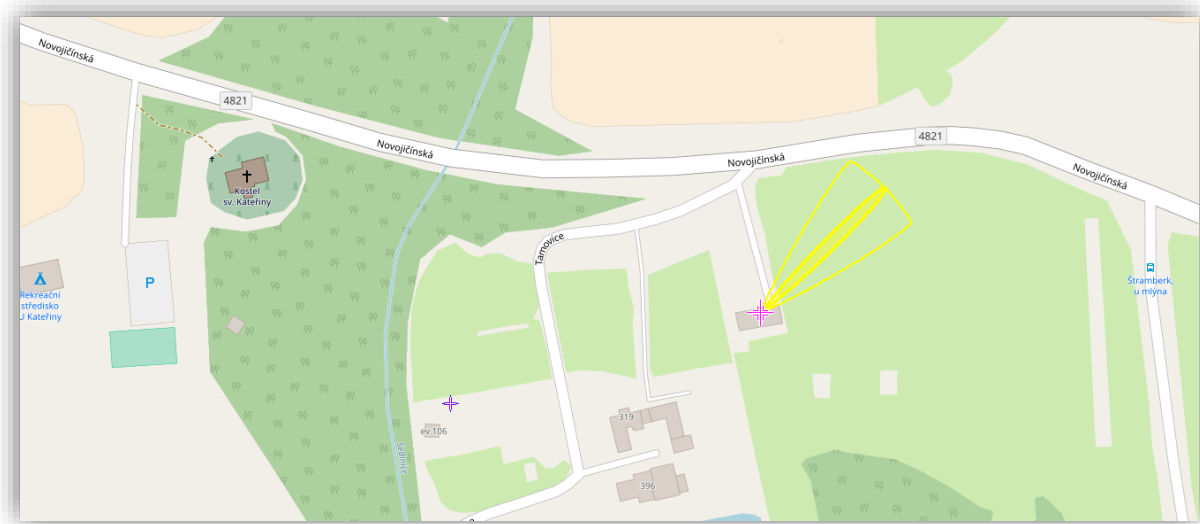 Novojičínská
4821
4821
Novojičínská
Novojičínská
Novojičínská
Kostel
sv. Kateřiny
Tamovice
P
Rekreační
středisko
U Kateřiny
Štramberk,
u mlýna
319
ev.106
Sedlnice
396